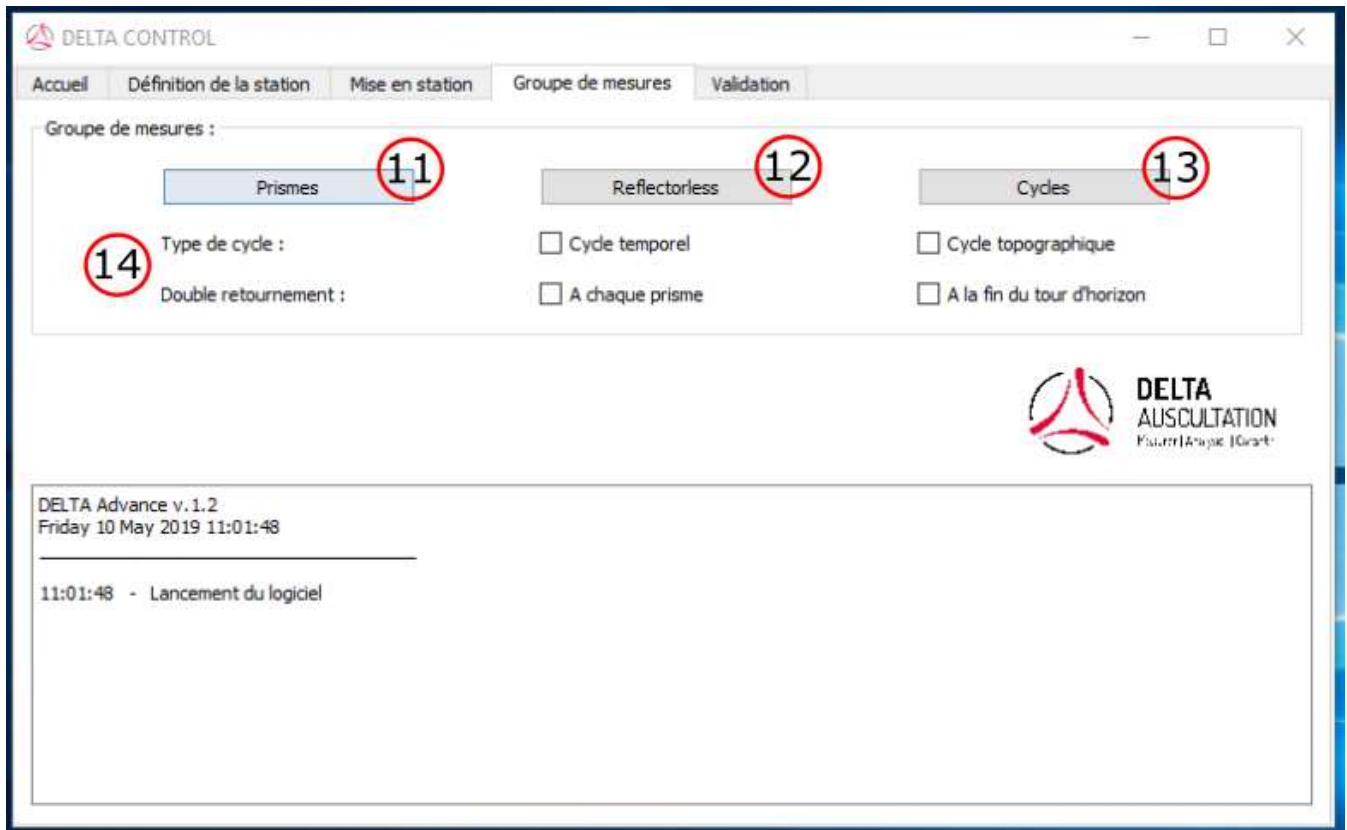 DELTA CONTROL
Accueil Définition de la station Mise en station Groupe de mesures Validation
Groupe de mesures :
11 12 13
Prismes Reflectorless Cycles
14
Type de cycle : Cycle temporel Cycle topographique
Double retournement : A chaque prisme A la fin du tour d'horizon
DELTA
AUSCULTATION
DELTA Advance v.1.2
Friday 10 May 2019 11:01:48
11:01:48 - Lancement du logiciel